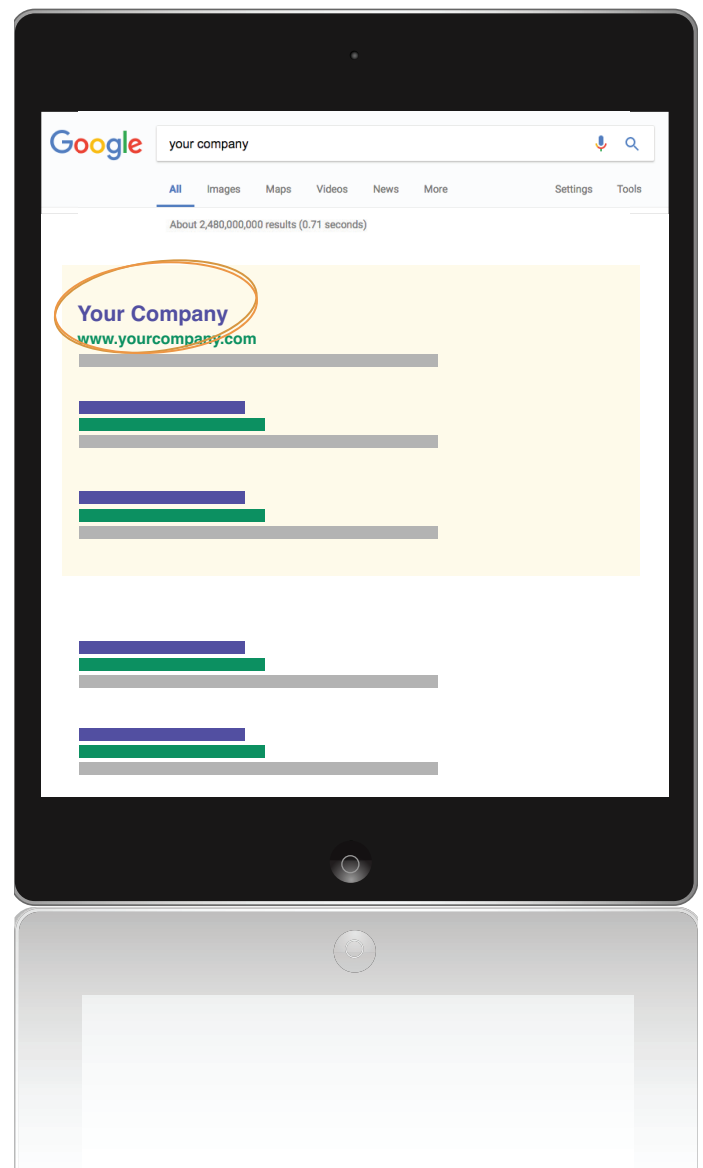 Google your company
All Images Maps Videos News More Settings Tools
About 2,480,000,000 results (0.71 seconds)
Your Company
www.yourcompany.com